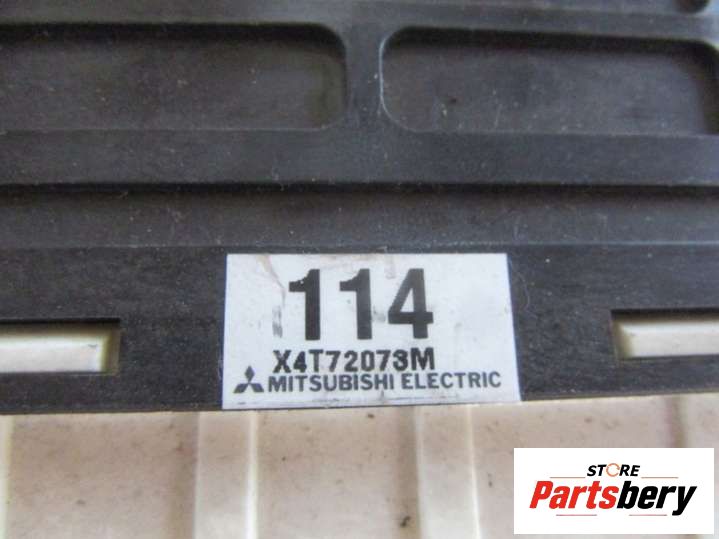 114
X4T72073M
MITSUBISHI ELECTRIC
STORE
Partsbery